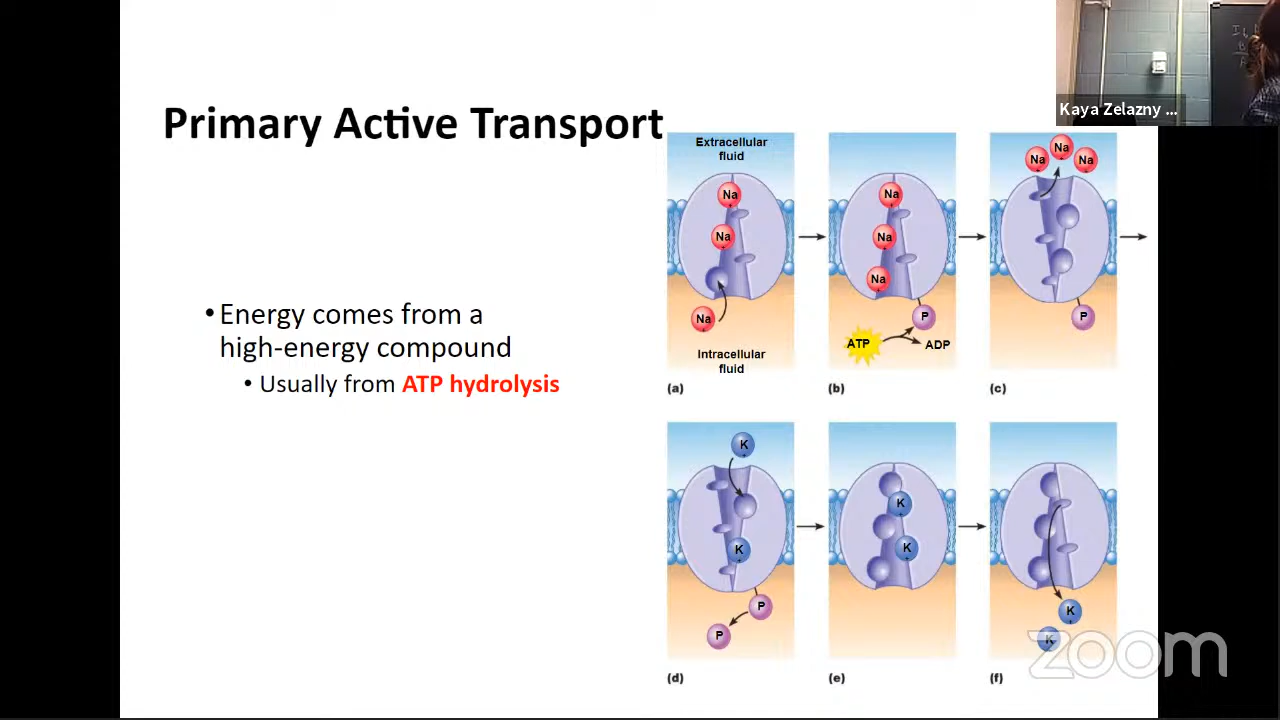 Kaya Zelazny ...
Primary Active Transport
• Energy comes from a
high-energy compound
• Usually from ATP hydrolysis
Extracellular
fluid
Na
+
Na
+
Na
+
Intracellular
fluid
(a)
Na
+
Na
+
Na
+
P
ATP
ADP
(b)
Na
+
Na
+
Na
+
P
(c)
K
+
K
+
P
P
(d)
K
+
K
+
(e)
K
+
K
(f)
zoom